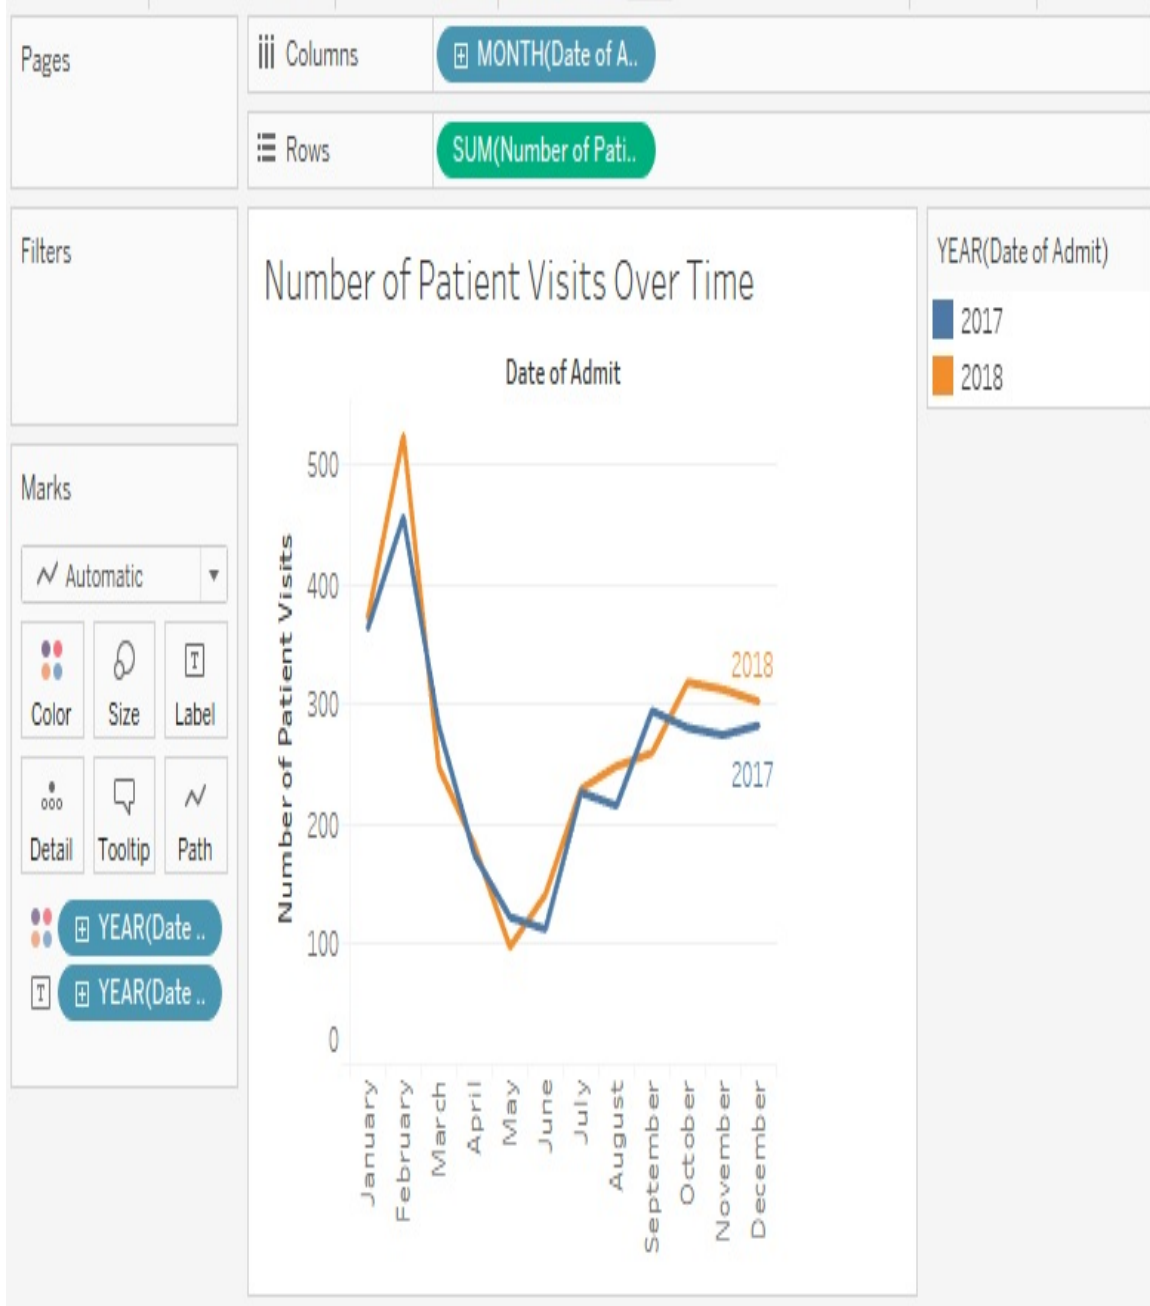 Pages
Columns
MONTH(Date of A..
Rows
SUM(Number of Pati..
Filters
Marks
Automatic
Color
Size
Label
Detail
Tooltip
Path
YEAR(Date ..
T
YEAR(Date ..
Number of Patient Visits Over Time
Date of Admit
Number of Patient Visits
500
400
300
200
100
0
2018
2017
January
February
March
April
May
June
July
August
September
October
November
December
YEAR(Date of Admit)
2017
2018